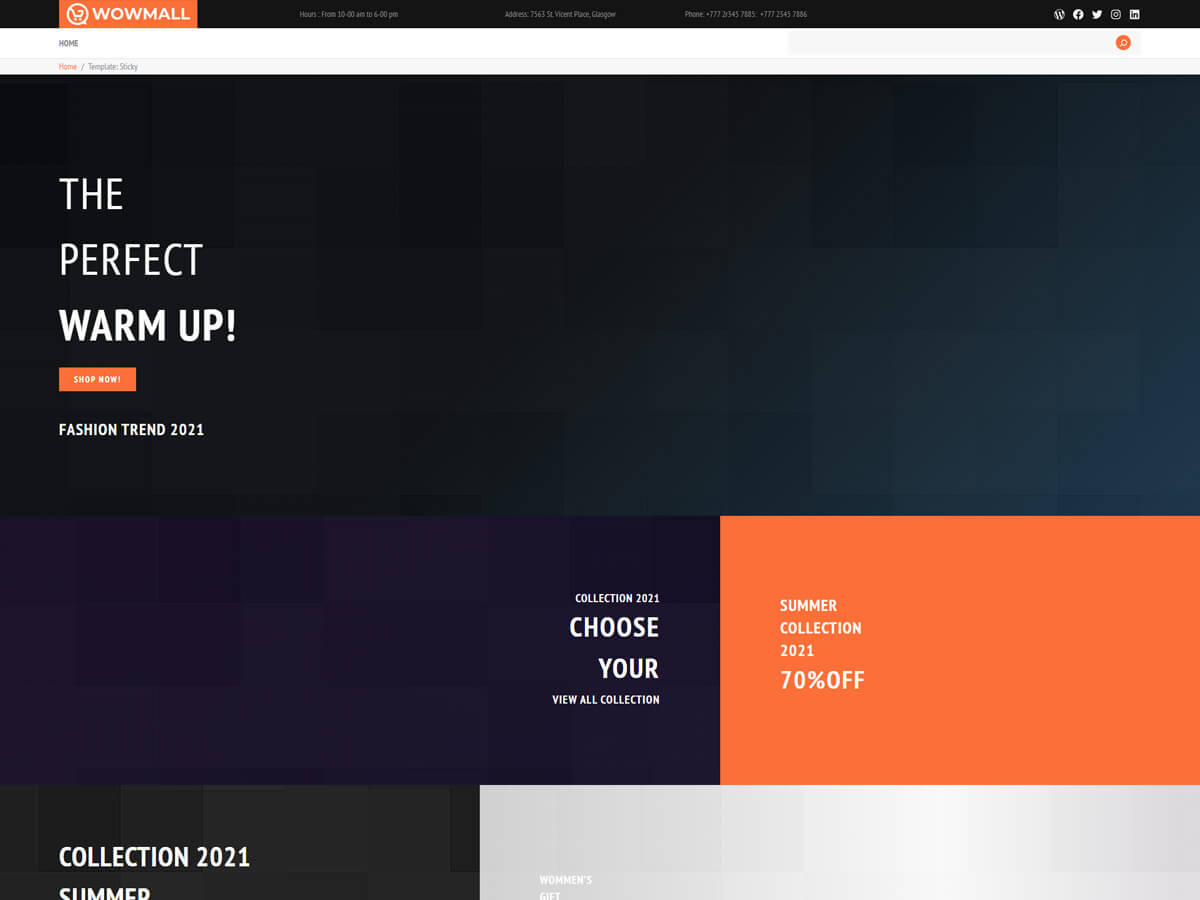 WOWMALL
Hours : From 10-00 am to 6-00 pm
Address: 7563 St. Vicent Place, Glasgow
Phone: +777 2r345 7885; +777 2345 7886
HOME
Home / Template: Sticky
THE
PERFECT
WARM UP!
SHOP NOW!
FASHION TREND 2021
COLLECTION 2021
CHOOSE
YOUR
VIEW ALL COLLECTION
SUMMER
COLLECTION
2021
70%OFF
COLLECTION 2021
SUMMER
WOMMEN'S
GIFT